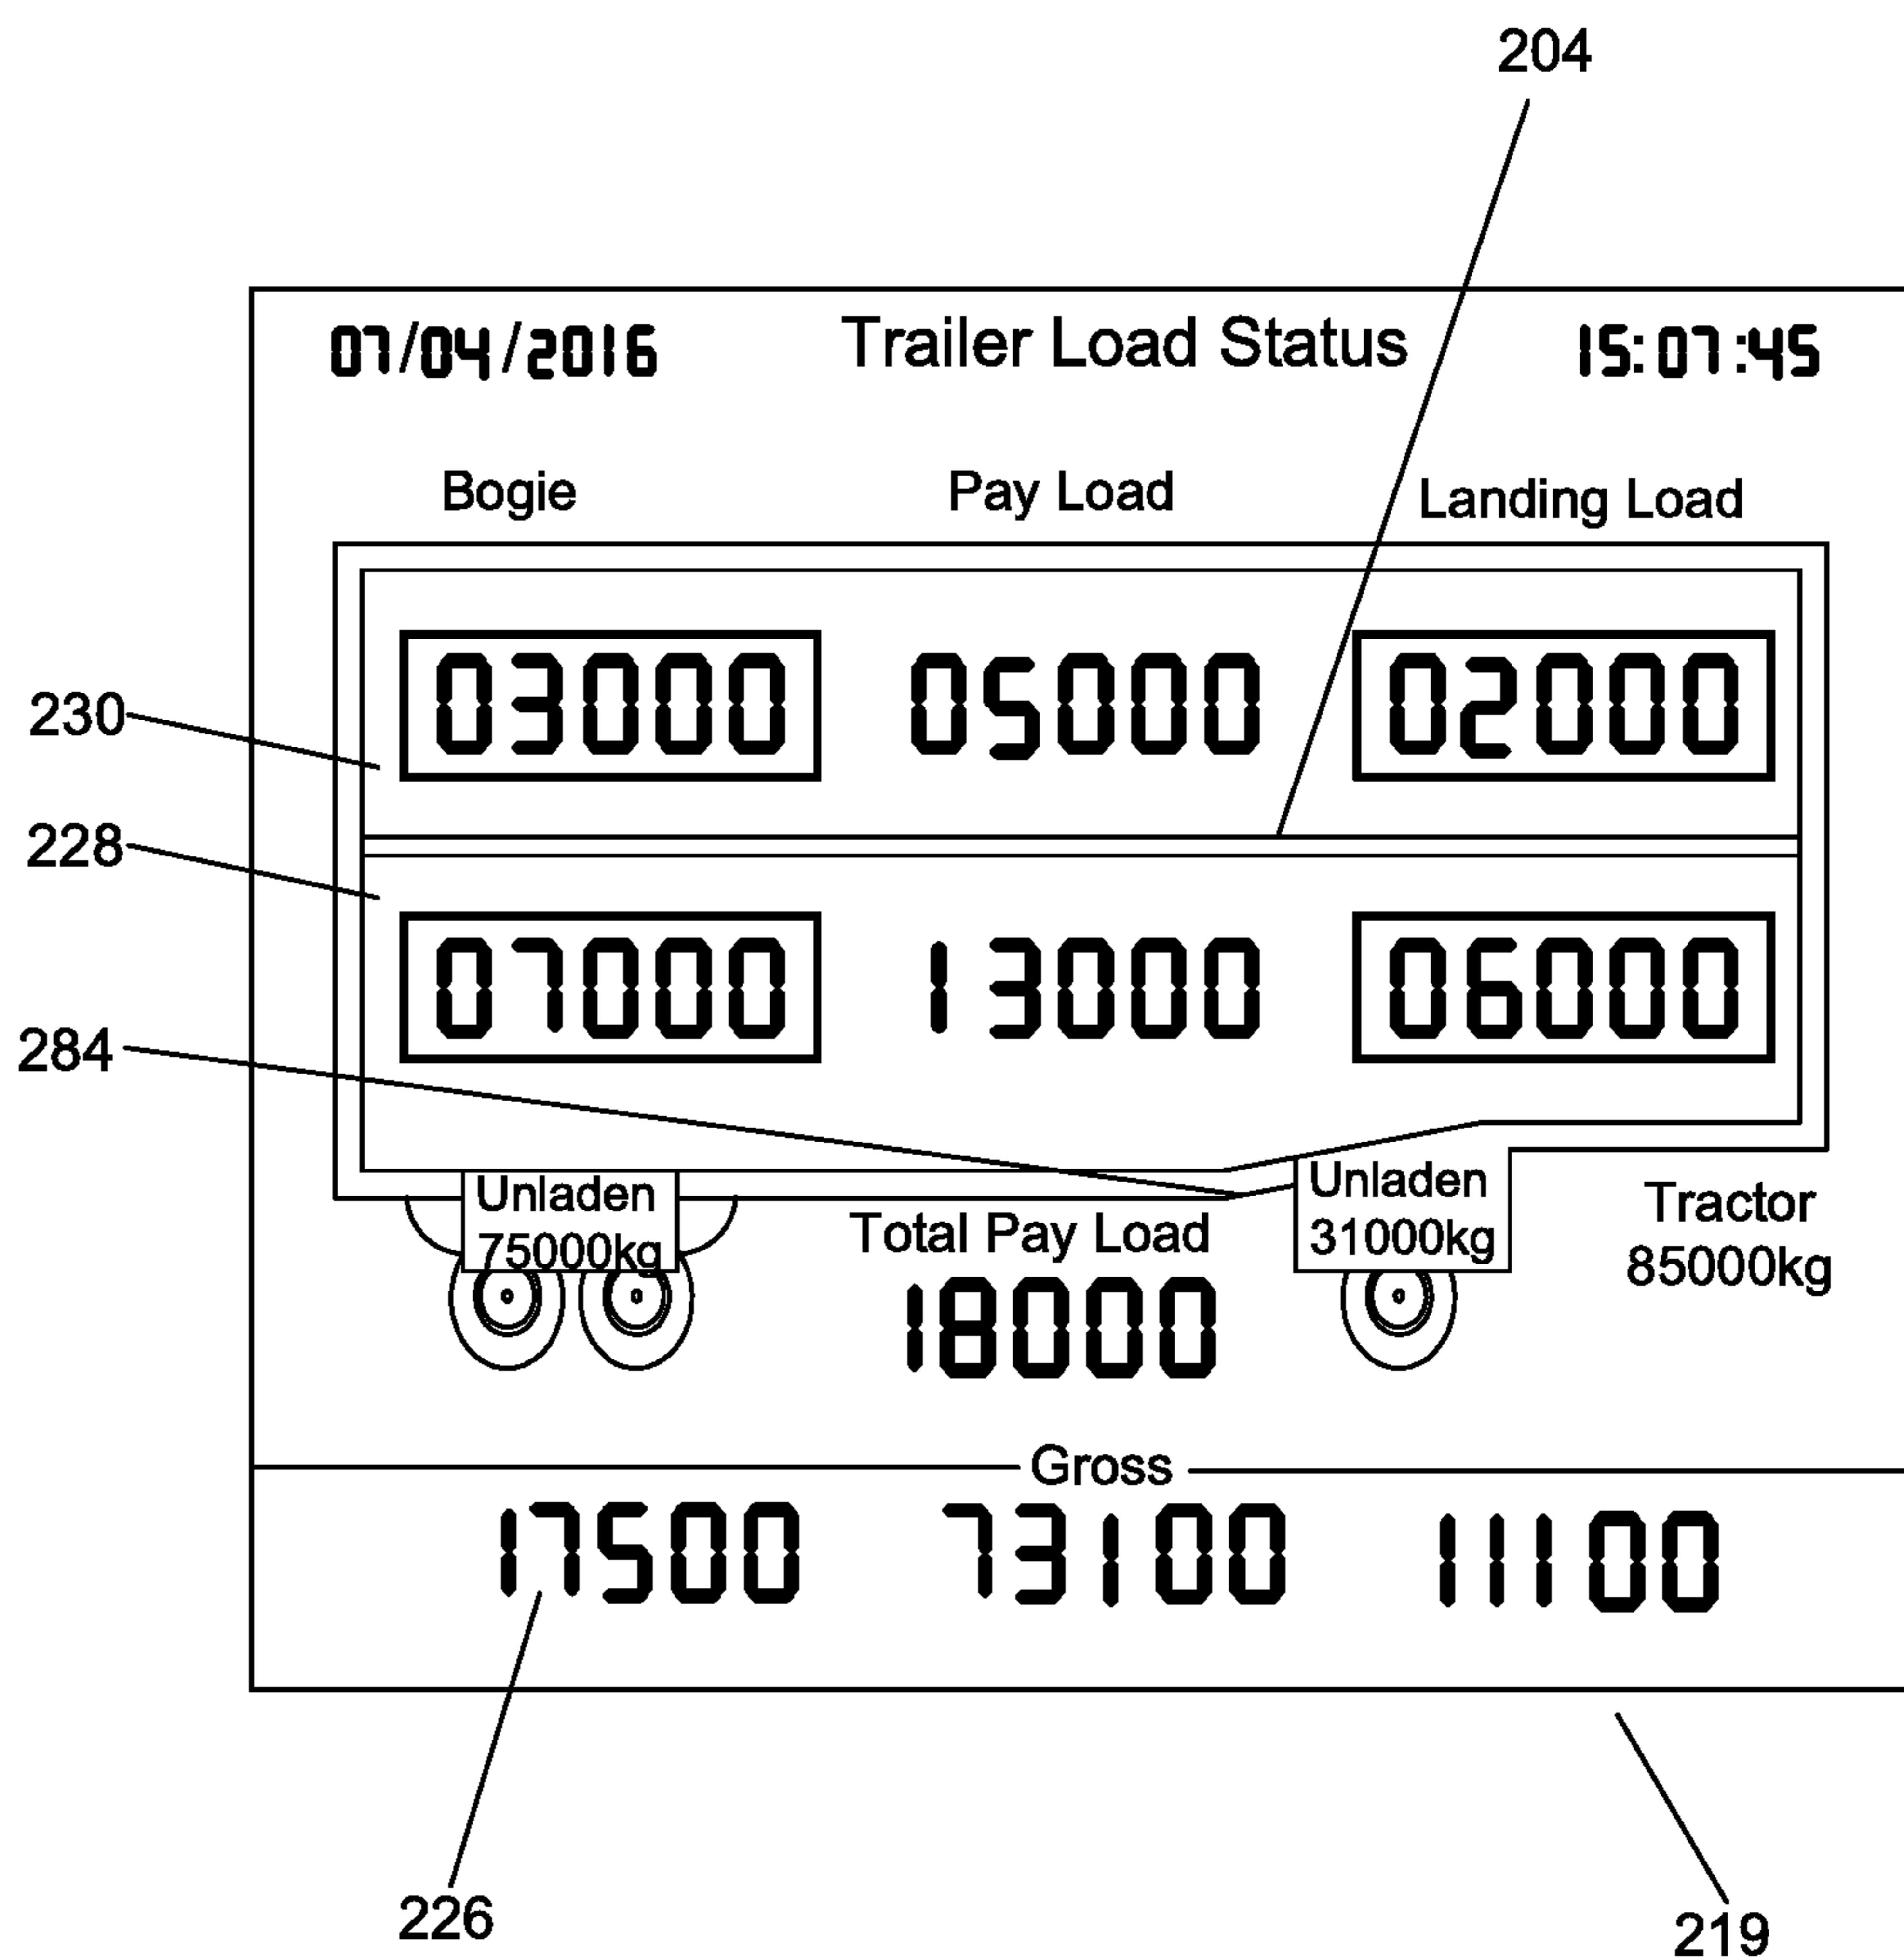 204
07/04/2016 Trailer Load Status 15:07:45
Bogie Pay Load Landing Load
230 03000 05000 02000
228 07000 13000 06000
284
Unladen
75000kg
Total Pay Load
18000
Unladen
31000kg
Tractor
85000kg
Gross
17500 73100 11100
226
219